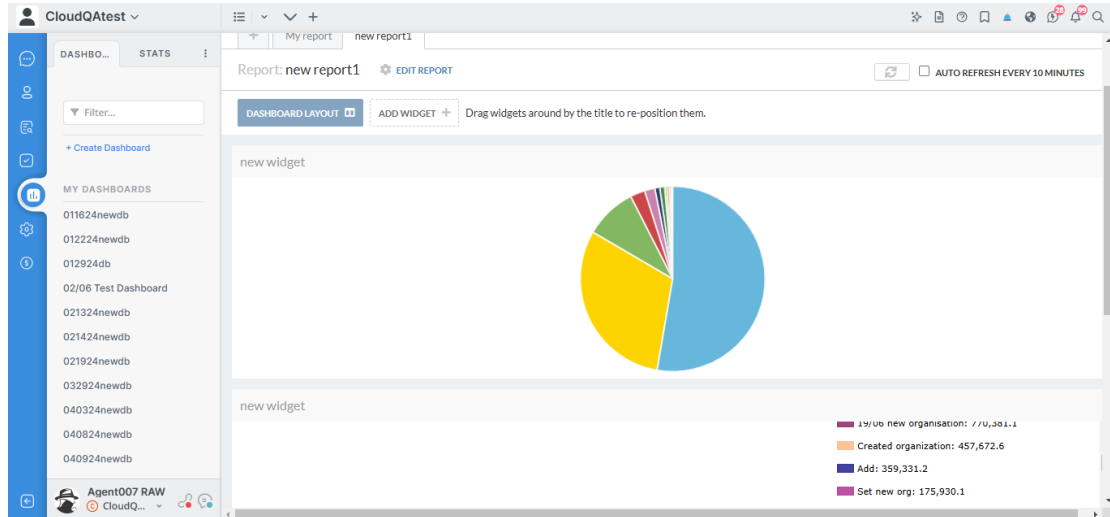 CloudQAtest
28
99
DASHBO...
STATS
Filter...
+ Create Dashboard
MY DASHBOARDS
011624newdb
012224newdb
012924db
02/06 Test Dashboard
021324newdb
021424newdb
021924newdb
032924newdb
040324newdb
040824newdb
040924newdb
Agent007 RAW
CloudQ...
+ My report new report1
Report: new report1 EDIT REPORT
AUTO REFRESH EVERY 10 MINUTES
DASHBOARD LAYOUT ADD WIDGET + Drag widgets around by the title to re-position them.
new widget
new widget
19/06 new organisation: 770,381.1
Created organization: 457,672.6
Add: 359,331.2
Set new org: 175,930.1